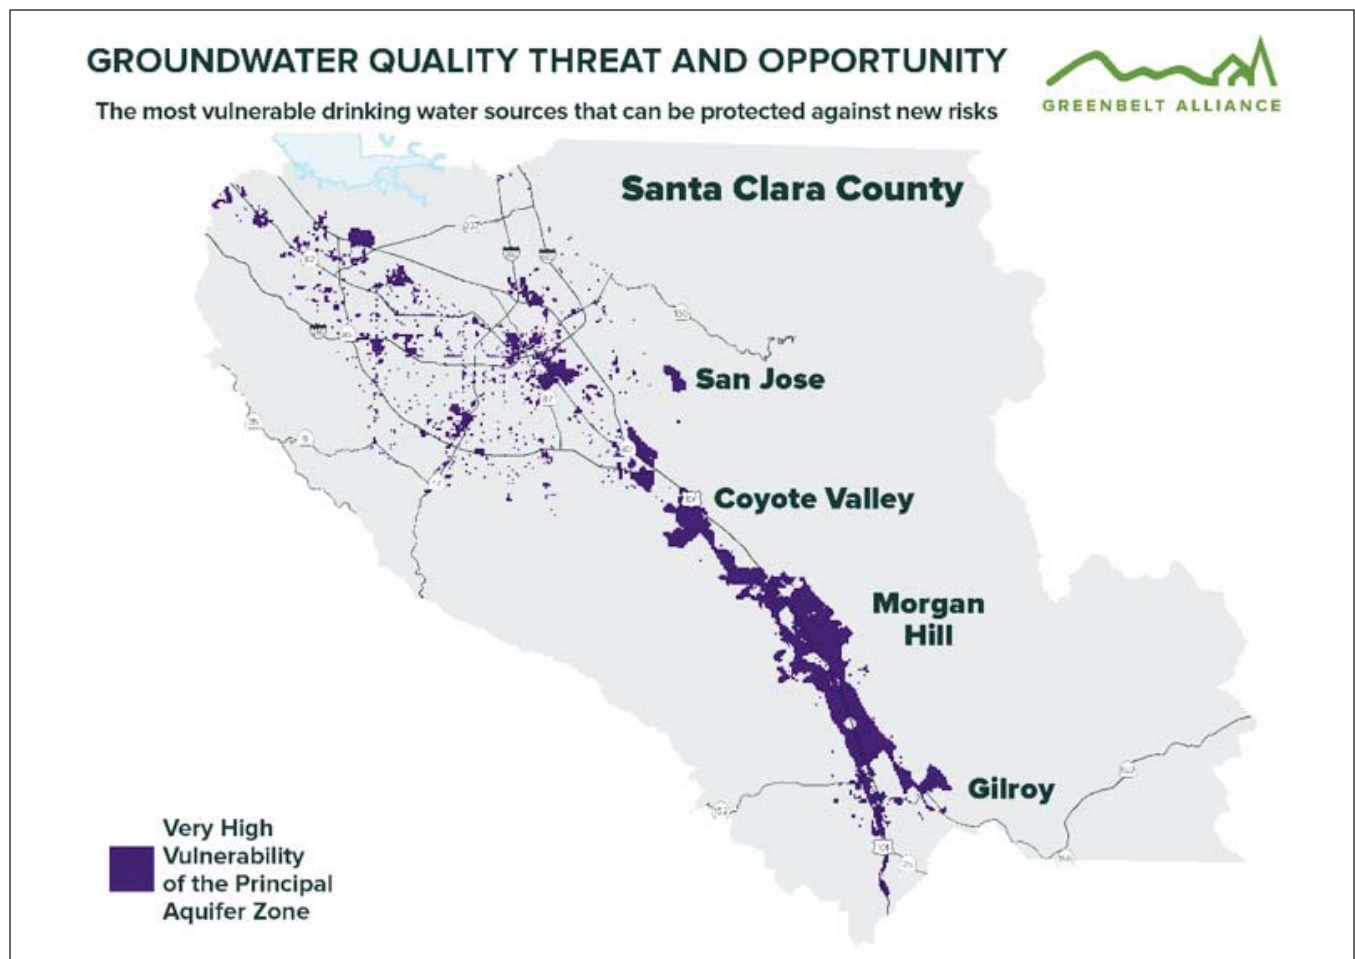 GROUNDWATER QUALITY THREAT AND OPPORTUNITY
The most vulnerable drinking water sources that can be protected against new risks
GREENBELT ALLIANCE
Santa Clara County
San Jose
Coyote Valley
Morgan
Hill
Gilroy
101
Very High
Vulnerability
of the Principal
Aquifer Zone